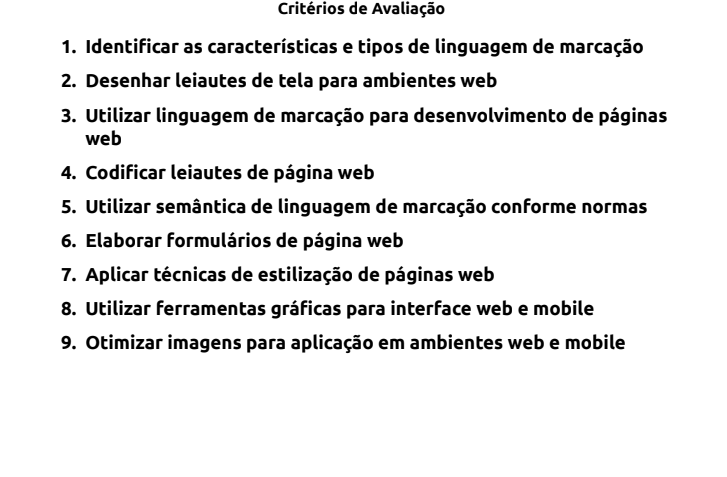 Critérios de Avaliação
1. Identificar as características e tipos de linguagem de marcação
2. Desenhar leiautes de tela para ambientes web
3. Utilizar linguagem de marcação para desenvolvimento de páginas
web
4. Codificar leiautes de página web
5. Utilizar semântica de linguagem de marcação conforme normas
6. Elaborar formulários de página web
7. Aplicar técnicas de estilização de páginas web
8. Utilizar ferramentas gráficas para interface web e mobile
9. Otimizar imagens para aplicação em ambientes web e mobile